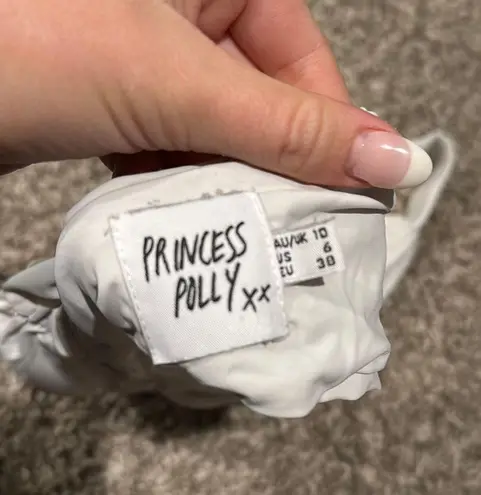 PRINCESS
POLLY xx
AU/UK 10
US 6
EU 38